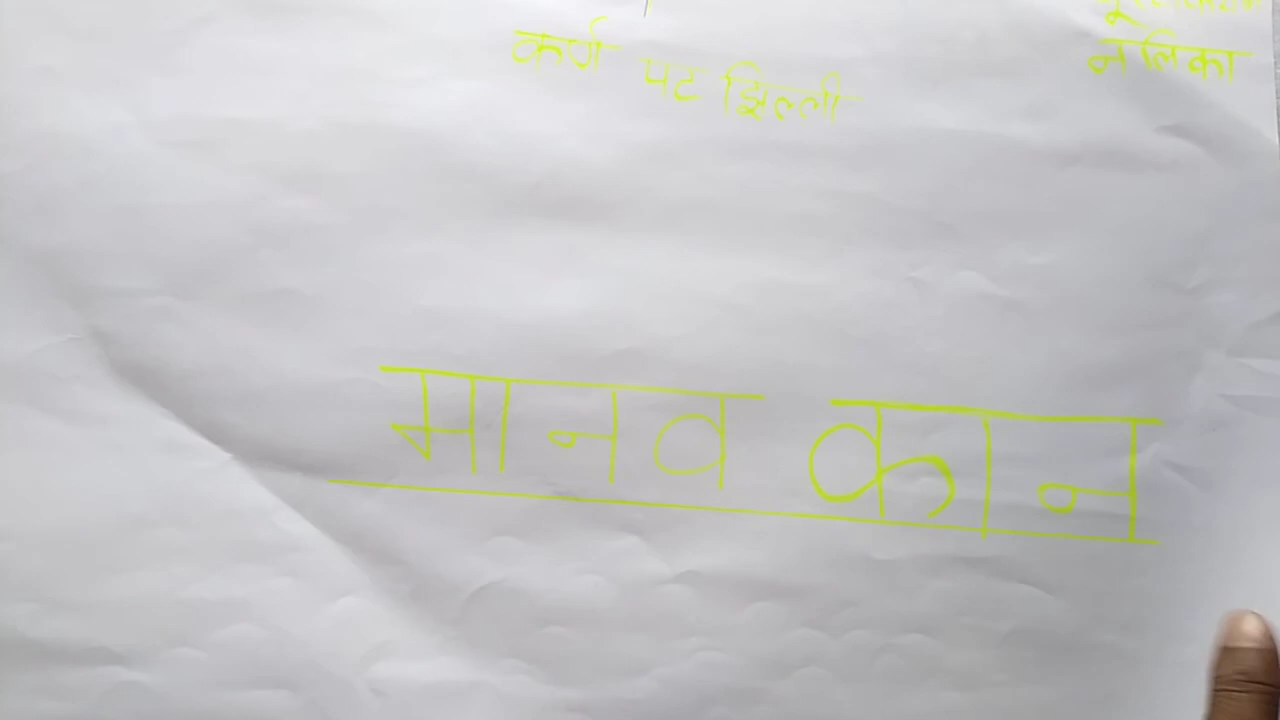 कर्ण पट झिल्ली
नलिका
मानव कान